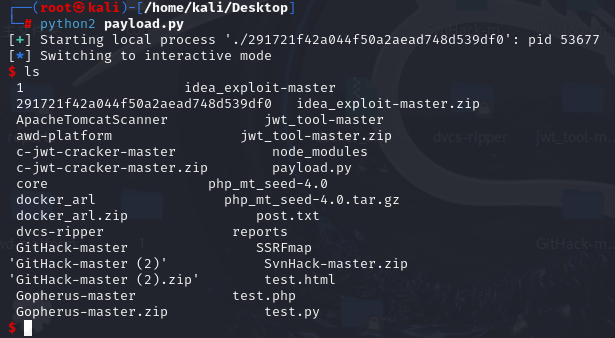 ┌──(root㉿kali)-[/home/kali/Desktop]
└─# python2 payload.py
[+] Starting local process './291721f42a044f50a2aead748d539df0': pid 53677
[*] Switching to interactive mode
$ ls
1 idea_exploit-master
291721f42a044f50a2aead748d539df0 idea_exploit-master.zip
ApacheTomcatScanner jwt_tool-master
awd-platform jwt_tool-master.zip
c-jwt-cracker-master node_modules
c-jwt-cracker-master.zip payload.py
core php_mt_seed-4.0
docker_arl php_mt_seed-4.0.tar.gz
docker_arl.zip post.txt
dvcs-ripper reports
GitHack-master SSRFmap
'GitHack-master (2)' SvnHack-master.zip
'GitHack-master (2).zip' test.html
Gopherus-master test.php
Gopherus-master.zip test.py
$
dvcs-ripper
jwt_tool-m...
GitHack-m...